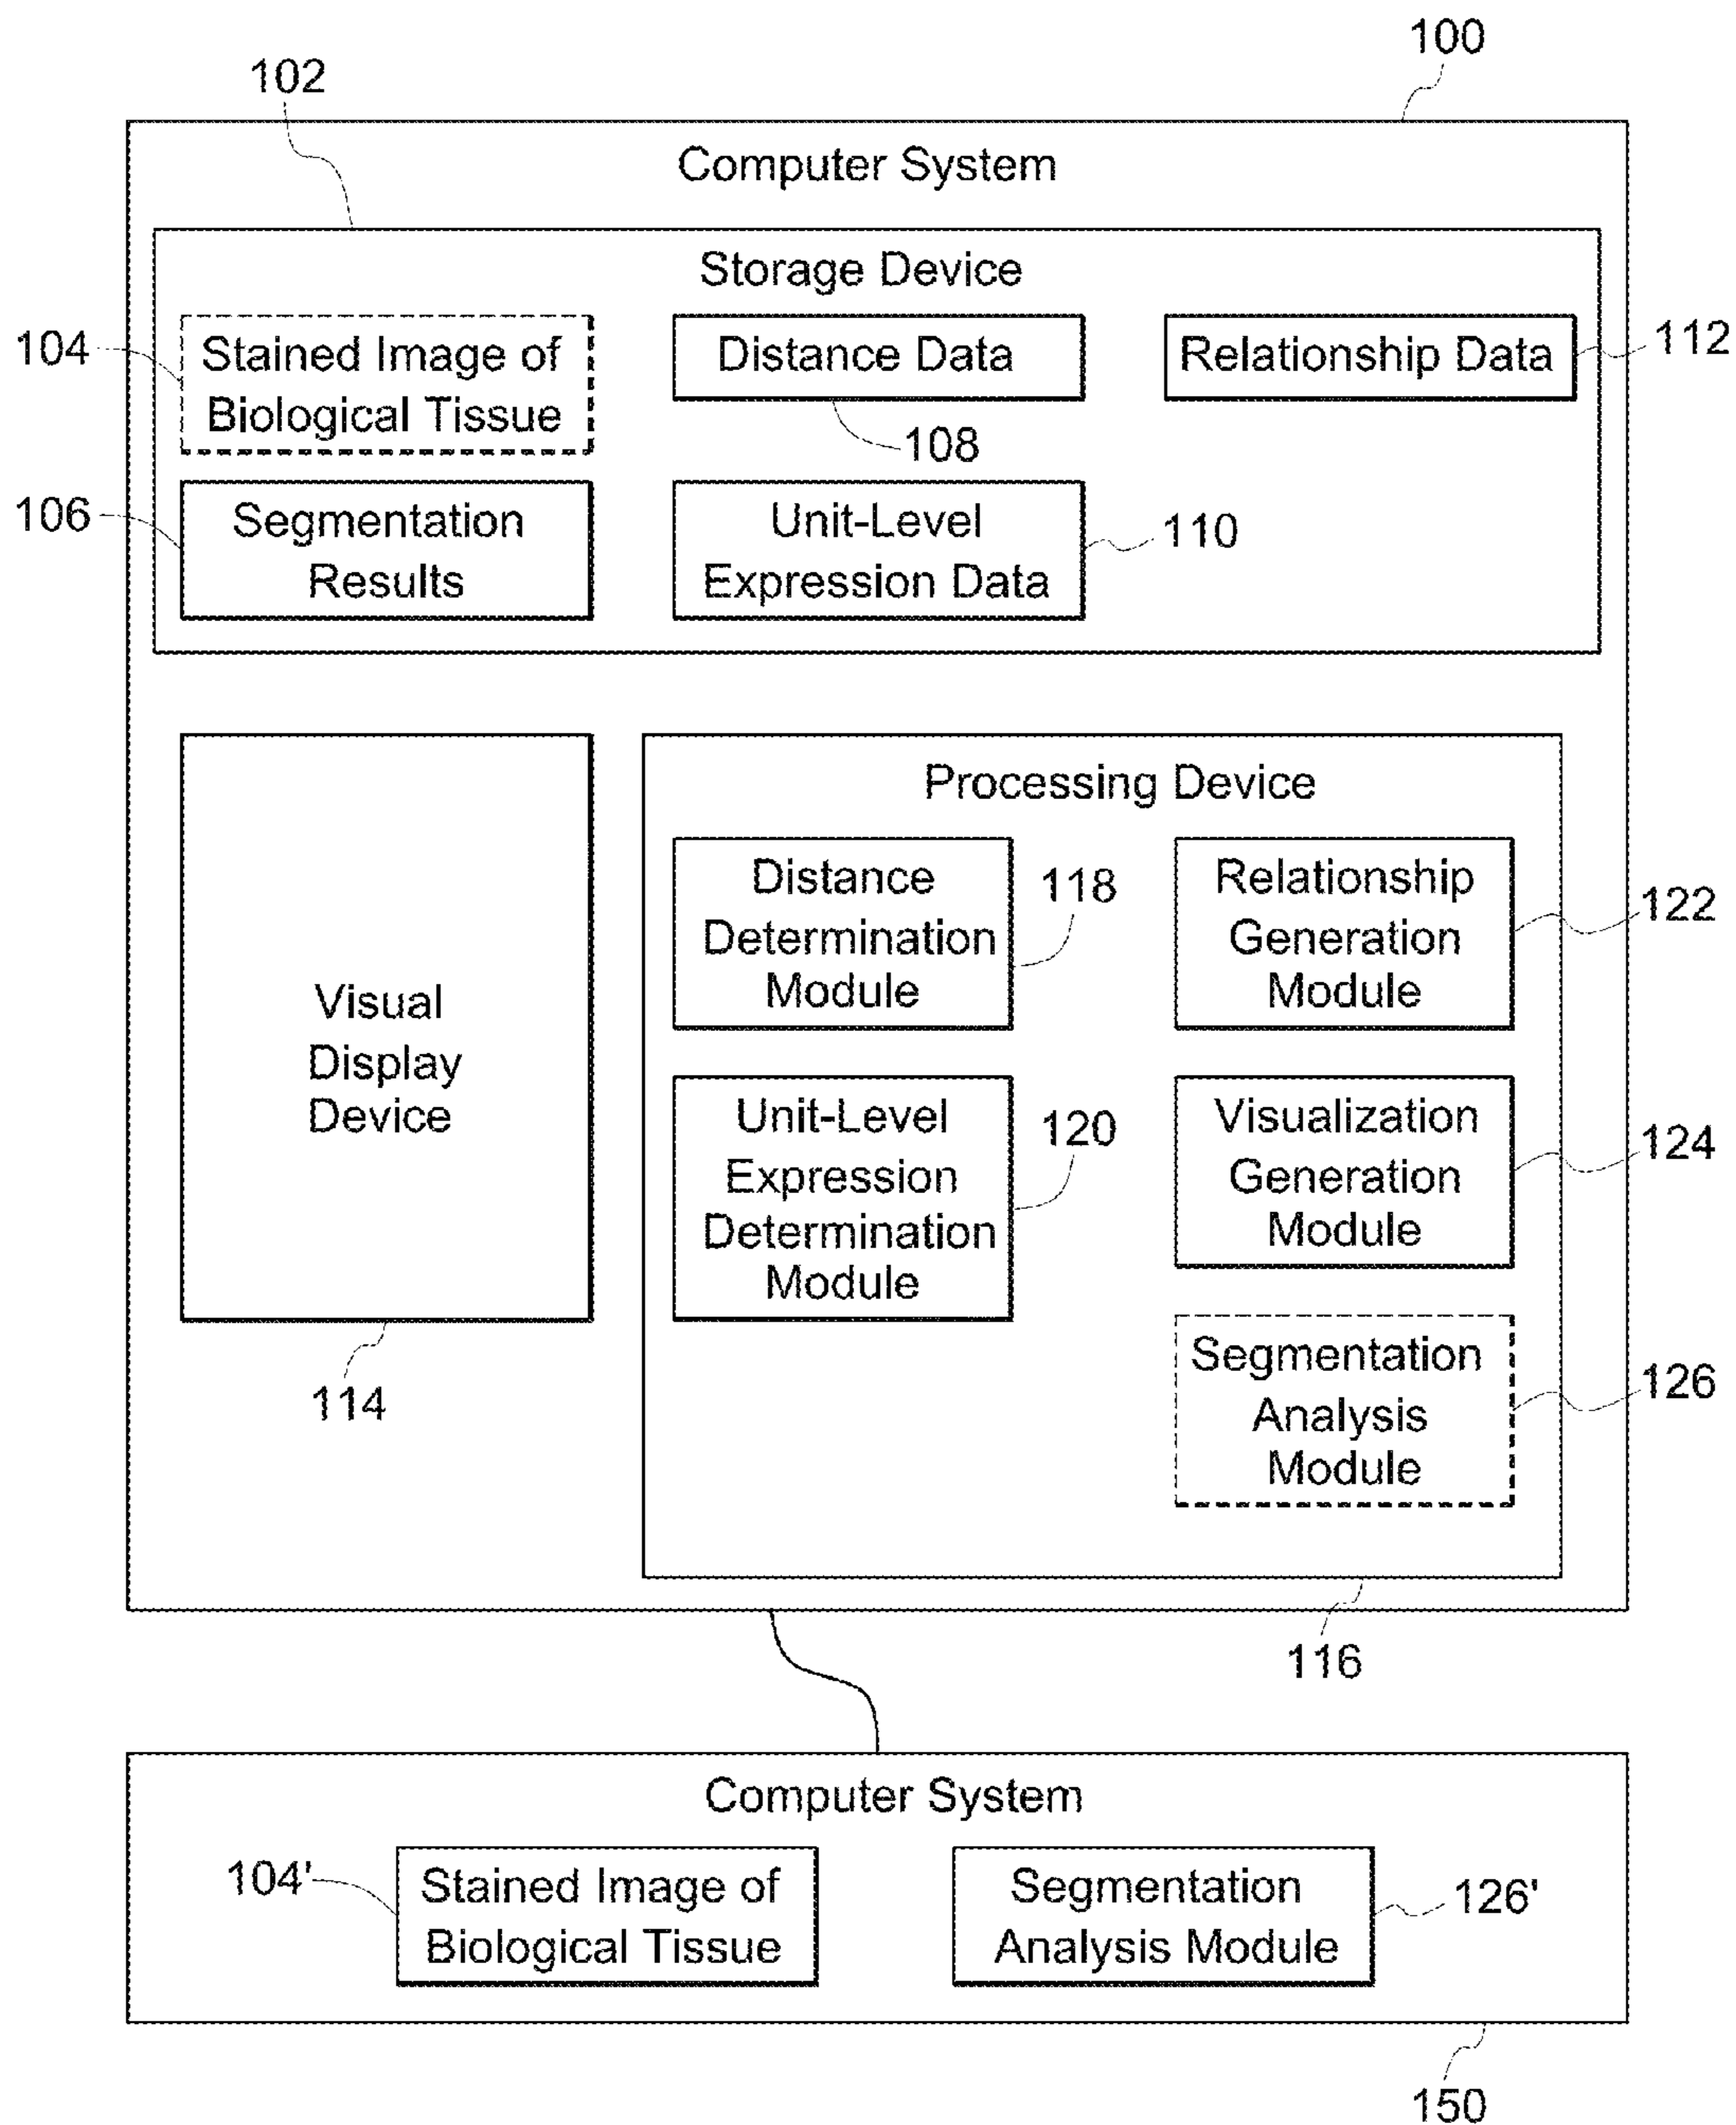 100
102
Computer System
Storage Device
104
Stained Image of
Biological Tissue
Distance Data
Relationship Data
112
108
106
Segmentation
Results
Unit-Level
Expression Data
110
Visual
Display
Device
114
Processing Device
Distance
Determination
Module
118
Relationship
Generation
Module
122
Unit-Level
Expression
Determination
Module
120
Visualization
Generation
Module
124
Segmentation
Analysis
Module
126
116
Computer System
104'
Stained Image of
Biological Tissue
Segmentation
Analysis Module
126'
150